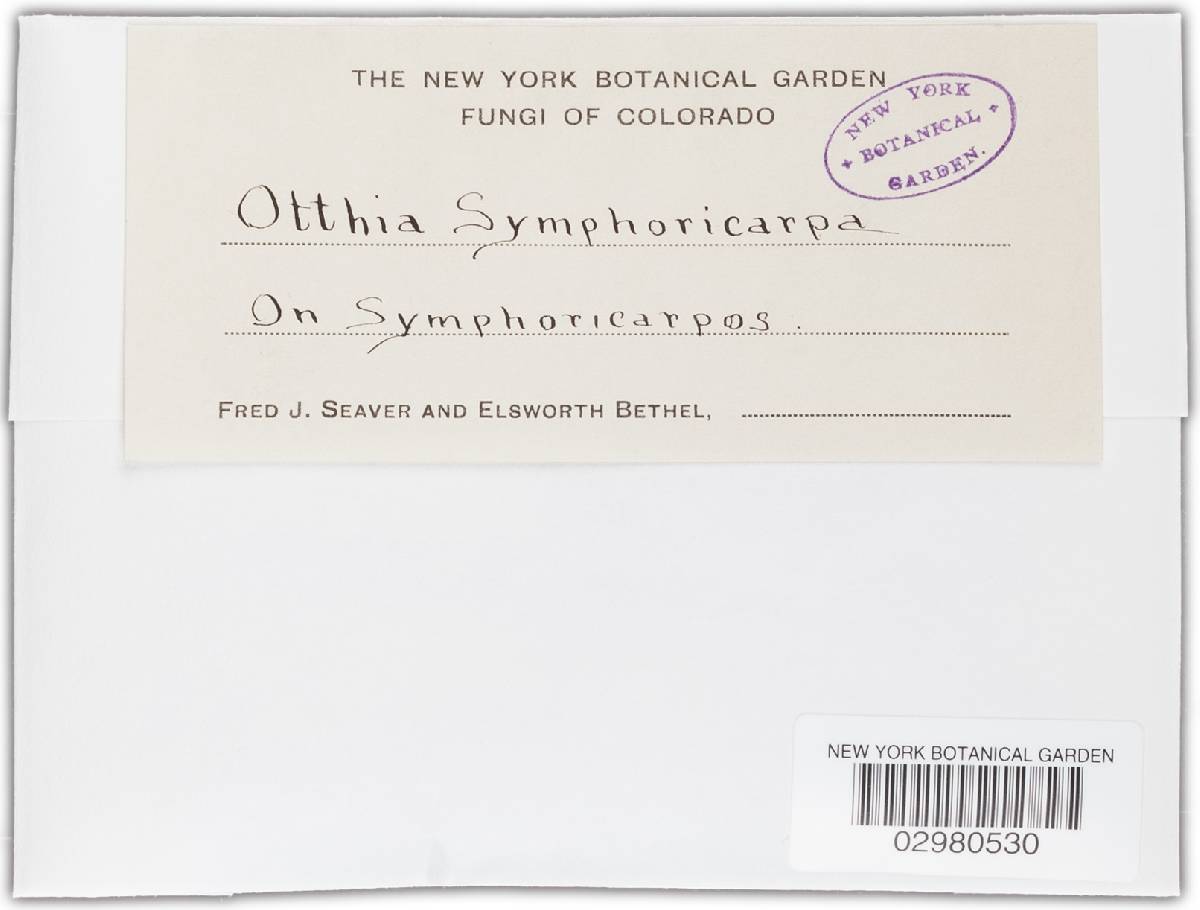 THE NEW YORK BOTANICAL GARDEN
FUNGI OF COLORADO
NEW YORK
BOTANICAL
GARDEN.
Otthia Symphoricarpa
On Symphoricarpos.
FRED J. SEAVER AND ELSWORTH BETHEL,
NEW YORK BOTANICAL GARDEN
02980530